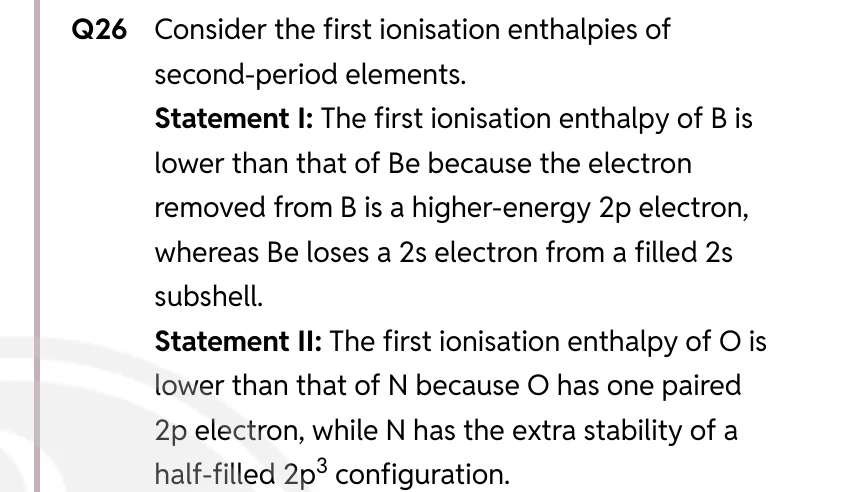 Q26 Consider the first ionisation enthalpies of
second-period elements.
Statement I: The first ionisation enthalpy of B is
lower than that of Be because the electron
removed from B is a higher-energy 2p electron,
whereas Be loses a 2s electron from a filled 2s
subshell.
Statement II: The first ionisation enthalpy of O is
lower than that of N because O has one paired
2p electron, while N has the extra stability of a
half-filled 2p³ configuration.